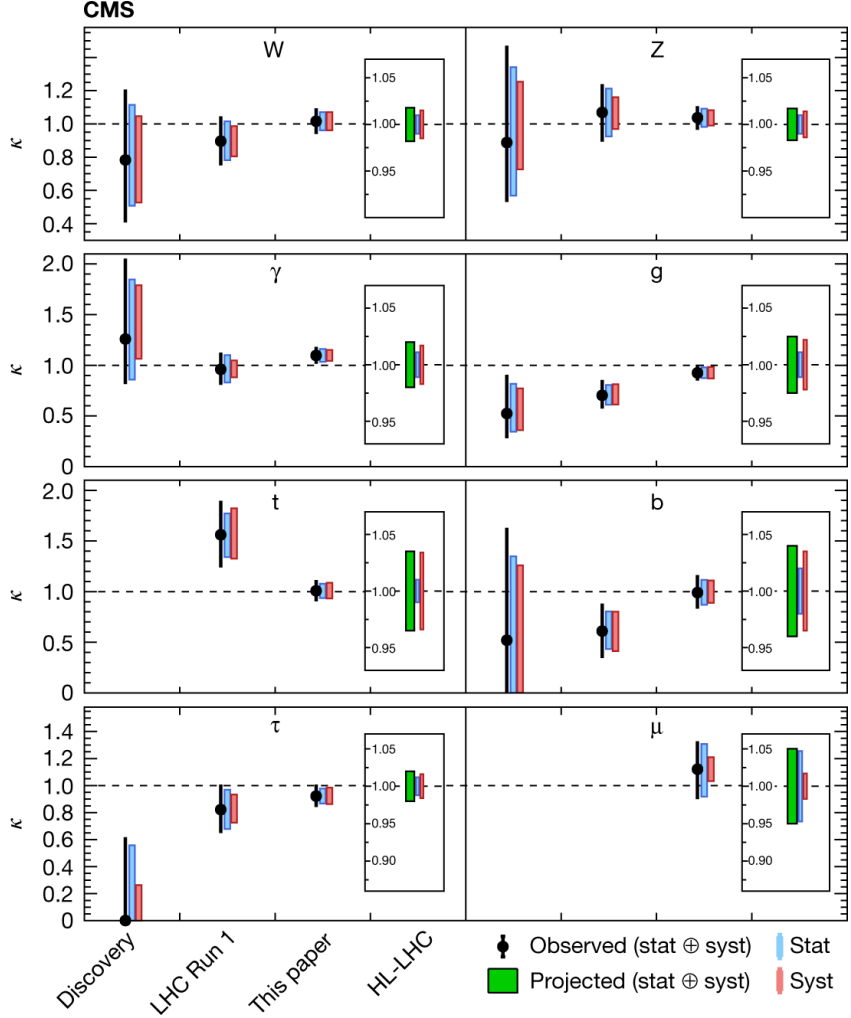 CMS
W
Z
κ
1.2
1.0
0.8
0.6
0.4
1.05
1.00
0.95
1.05
1.00
0.95
γ
g
κ
2.0
1.5
1.0
0.5
0
1.05
1.00
0.95
1.05
1.00
0.95
t
b
κ
2.0
1.5
1.0
0.5
0
1.05
1.00
0.95
1.05
1.00
0.95
τ
μ
κ
1.4
1.2
1.0
0.8
0.6
0.4
0.2
0
1.05
1.00
0.95
0.90
1.05
1.00
0.95
0.90
Discovery
LHC Run 1
This paper
HL-LHC
Observed (stat ⊕ syst)
Stat
Projected (stat ⊕ syst)
Syst